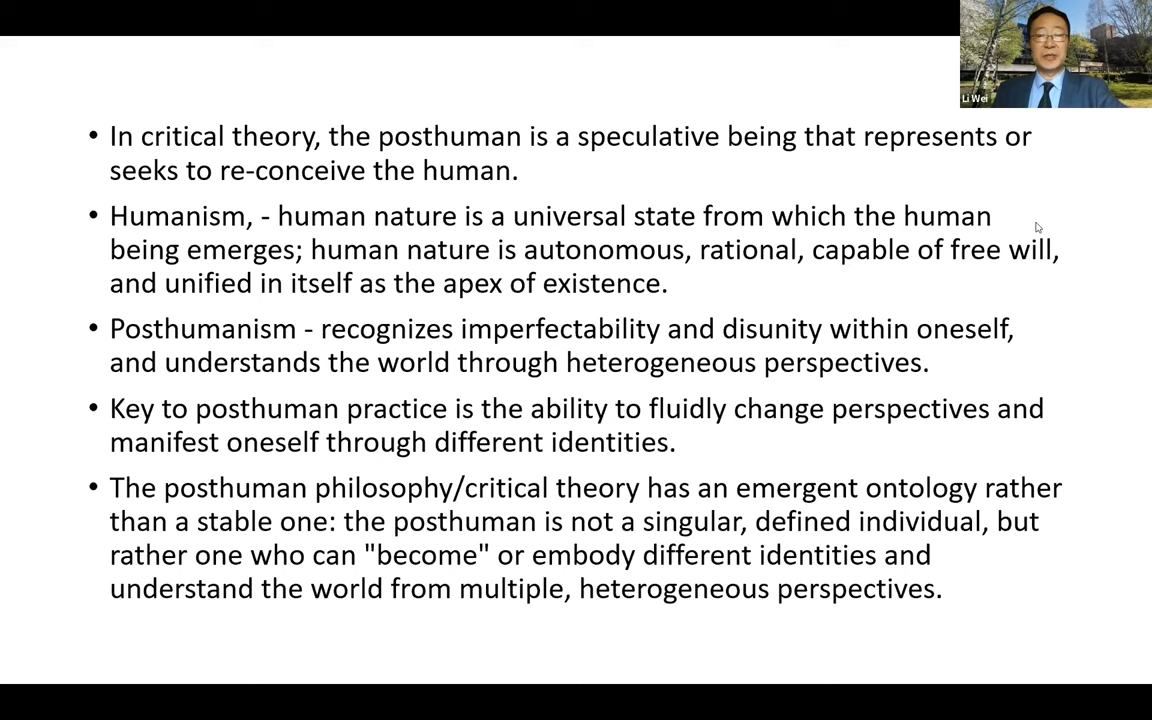 Li Wei
• In critical theory, the posthuman is a speculative being that represents or
seeks to re-conceive the human.
• Humanism, - human nature is a universal state from which the human
being emerges; human nature is autonomous, rational, capable of free will,
and unified in itself as the apex of existence.
• Posthumanism - recognizes imperfectability and disunity within oneself,
and understands the world through heterogeneous perspectives.
• Key to posthuman practice is the ability to fluidly change perspectives and
manifest oneself through different identities.
• The posthuman philosophy/critical theory has an emergent ontology rather
than a stable one: the posthuman is not a singular, defined individual, but
rather one who can "become" or embody different identities and
understand the world from multiple, heterogeneous perspectives.